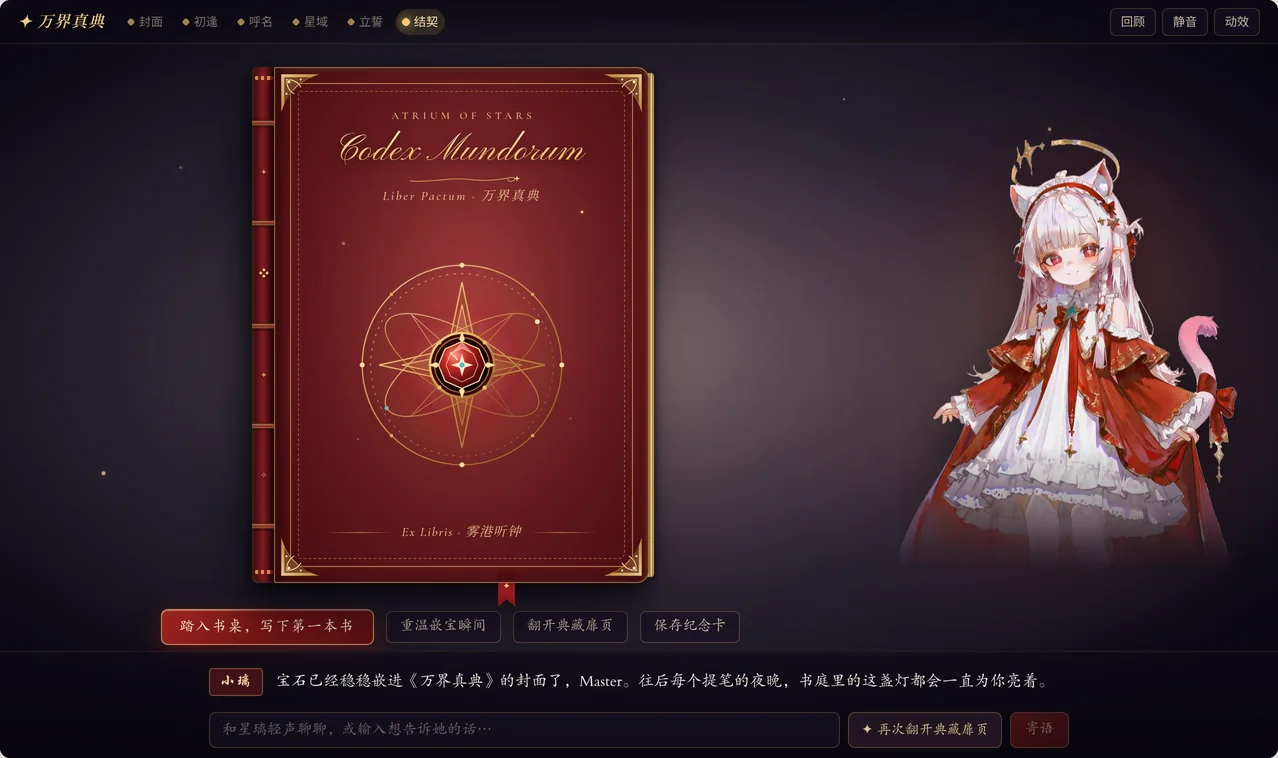 万界真典
封面
初逢
呼名
星域
立誓
结契
回顾
静音
动效
ATRIUM OF STARS
Codex Mundorum
Liber Pactum · 万界真典
Ex Libris · 雾港听钟
踏入书桌，写下第一本书
重温嵌宝瞬间
翻开典藏扉页
保存纪念卡
小璃
宝石已经稳稳嵌进《万界真典》的封面了，Master。往后每个提笔的夜晚，书庭里的这盏灯都会一直为你亮着。
和星璃轻声聊聊，或输入想告诉她的话…
再次翻开典藏扉页
寄语